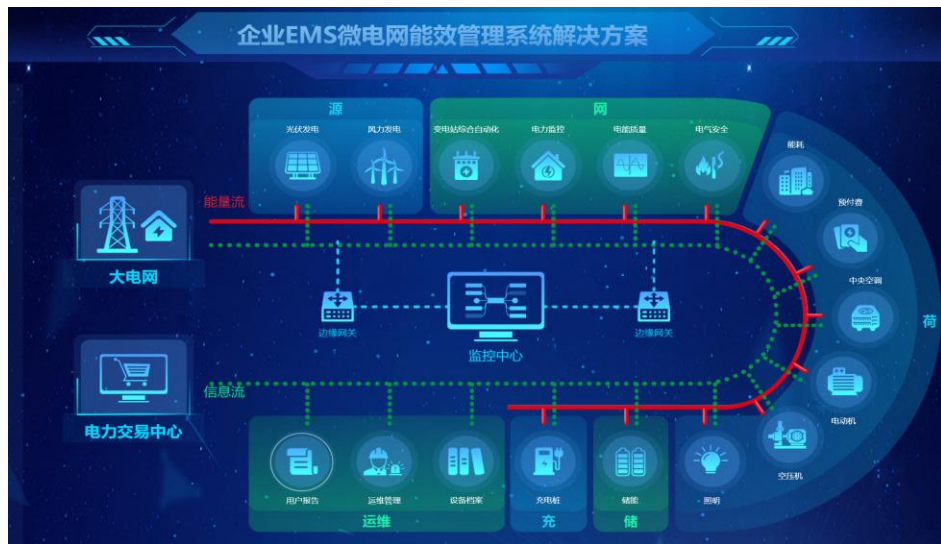 企业EMS微电网能效管理系统解决方案
源
网
光伏发电
风力发电
变电站综合自动化
电力监控
电能质量
电气安全
能耗
预付费
中央空调
荷
电动机
空压机
能量流
大电网
边缘网关
监控中心
边缘网关
信息流
电力交易中心
用户报告
运维管理
设备档案
充电桩
储能
照明
运维
充
储